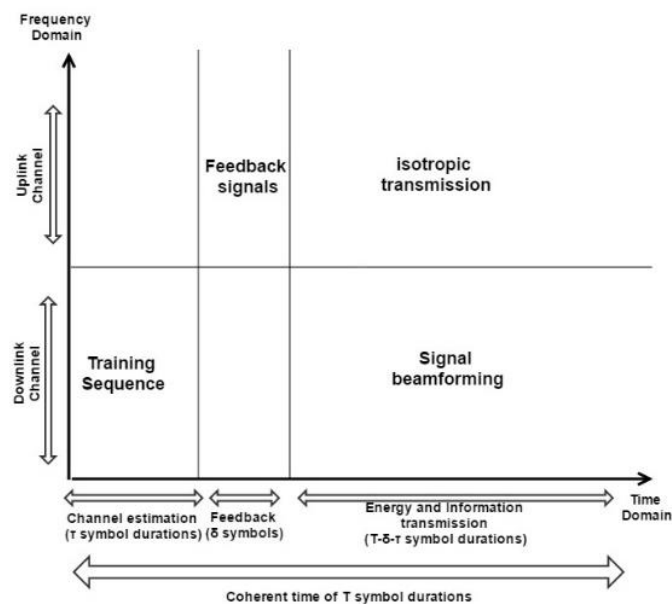 Frequency
Domain
Uplink
Channel
Feedback
signals
isotropic
transmission
Downlink
Channel
Training
Sequence
Signal
beamforming
Channel estimation
(τ symbol durations)
Feedback
(δ symbols)
Energy and Information
transmission
(T-δ-τ symbol durations)
Time
Domain
Coherent time of T symbol durations